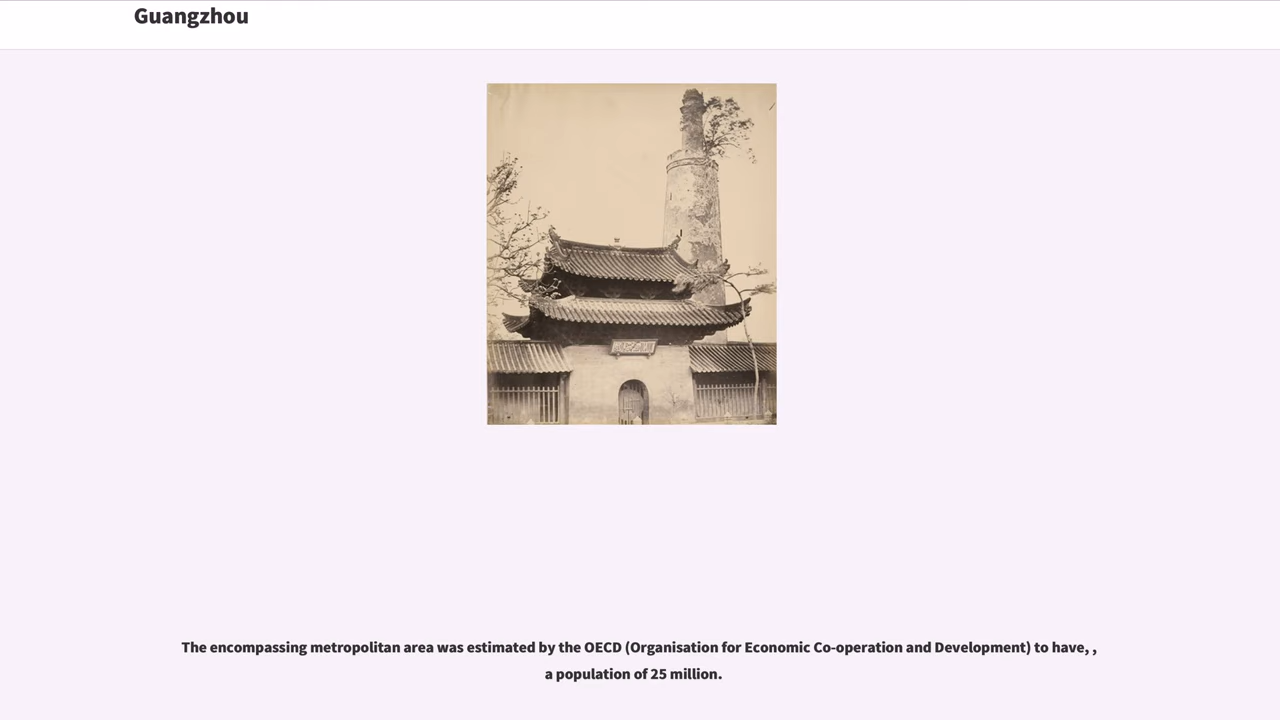 Guangzhou
The encompassing metropolitan area was estimated by the OECD (Organisation for Economic Co-operation and Development) to have, ,
a population of 25 million.